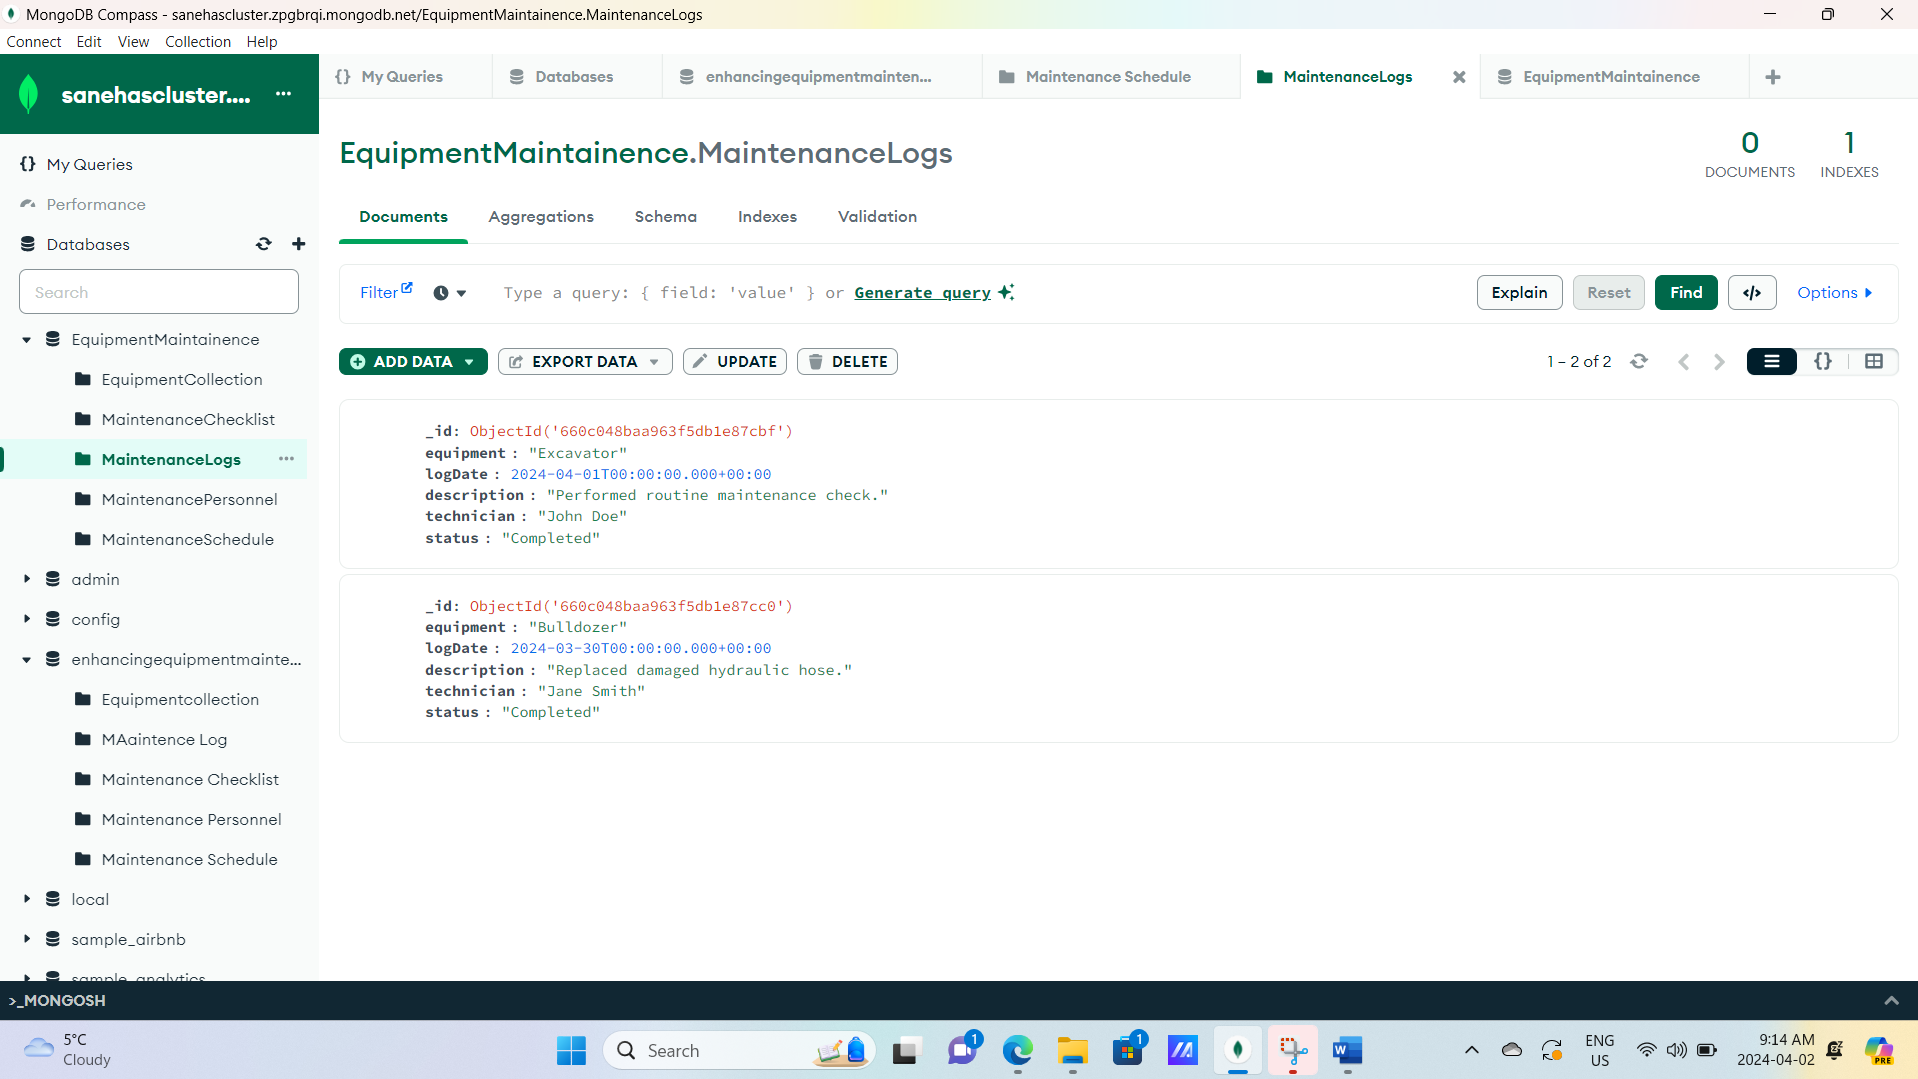 MongoDB Compass - sanehascluster.zpgbrqi.mongodb.net/EquipmentMaintainence.MaintenanceLogs
Connect Edit View Collection Help
sanehascluster.... ...
My Queries
Performance
Databases
Search
EquipmentMaintainence
EquipmentCollection
MaintenanceChecklist
MaintenanceLogs
MaintenancePersonnel
MaintenanceSchedule
admin
config
enhancingequipmentmainte...
Equipmentcollection
MAaintence Log
Maintenance Checklist
Maintenance Personnel
Maintenance Schedule
local
sample_airbnb
sample_analytics
{} My Queries Databases enhancingequipmentmainten... Maintenance Schedule MaintenanceLogs EquipmentMaintainence
EquipmentMaintainence.MaintenanceLogs
0 DOCUMENTS
1 INDEXES
Documents Aggregations Schema Indexes Validation
Filter Type a query: { field: 'value' } or Generate query Explain Reset Find </> Options
ADD DATA EXPORT DATA UPDATE DELETE 1 – 2 of 2 {}
_id: ObjectId('660c048baa963f5db1e87cbf')
equipment : "Excavator"
logDate : 2024-04-01T00:00:00.000+00:00
description : "Performed routine maintenance check."
technician : "John Doe"
status : "Completed"
_id: ObjectId('660c048baa963f5db1e87cc0')
equipment : "Bulldozer"
logDate : 2024-03-30T00:00:00.000+00:00
description : "Replaced damaged hydraulic hose."
technician : "Jane Smith"
status : "Completed"
>_MONGOSH
5°C
Cloudy
Search
1
1
ENG
US
9:14 AM
2024-04-02
PRE